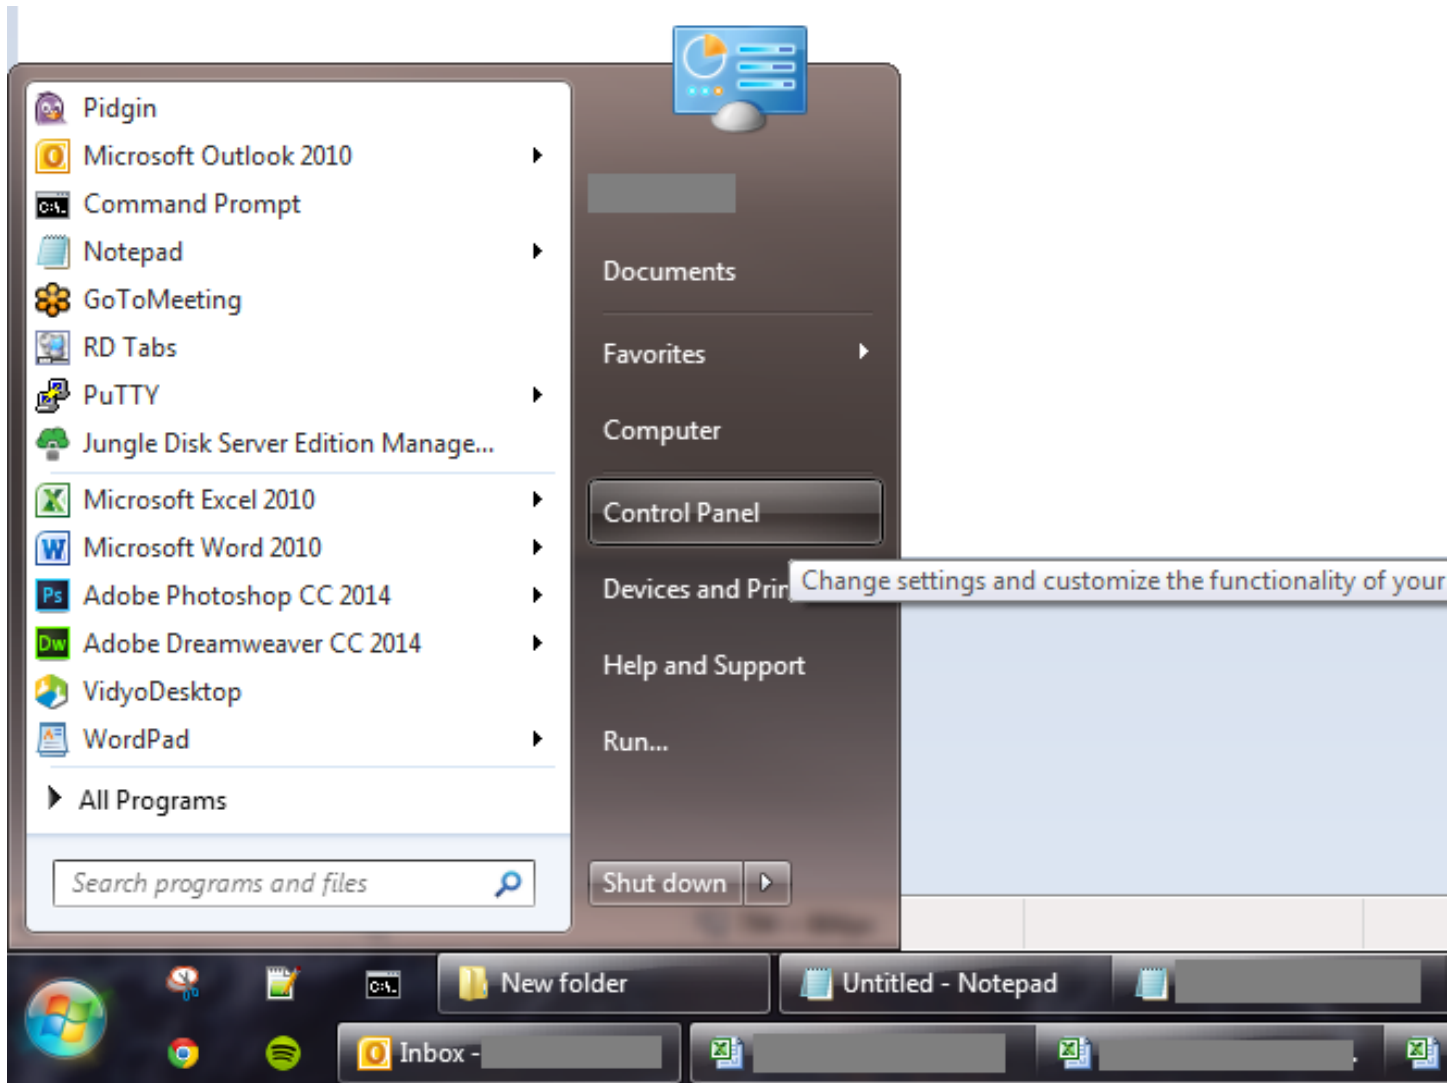 Pidgin
Microsoft Outlook 2010
Command Prompt
Notepad
GoToMeeting
RD Tabs
PuTTY
Jungle Disk Server Edition Manage...
Microsoft Excel 2010
Microsoft Word 2010
Adobe Photoshop CC 2014
Adobe Dreamweaver CC 2014
VidyoDesktop
WordPad
All Programs
Search programs and files
Documents
Favorites
Computer
Control Panel
Devices and Prin
Change settings and customize the functionality of your
Help and Support
Run...
Shut down
New folder
Untitled - Notepad
Inbox -